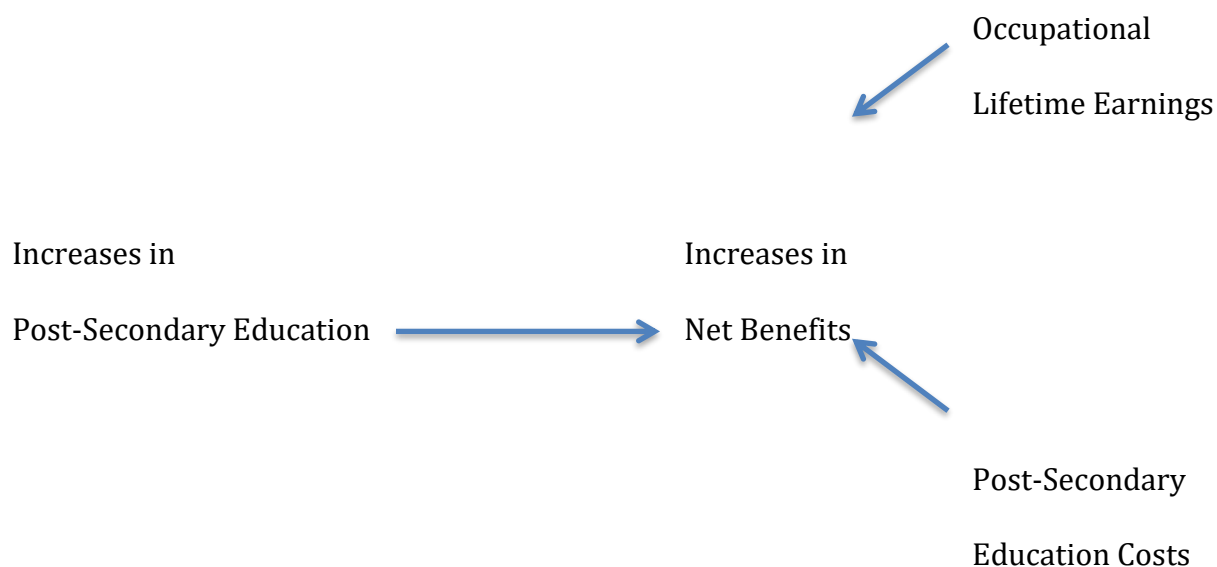 Occupational
Lifetime Earnings
Increases in
Post-Secondary Education
Increases in
Net Benefits
Post-Secondary
Education Costs